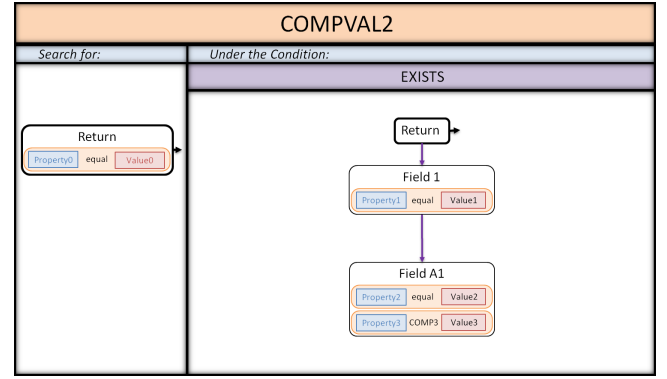 COMPVAL2
Search for:
Under the Condition:
EXISTS
Return
Property0 equal Value0
Return
Field 1
Property1 equal Value1
Field A1
Property2 equal Value2
Property3 COMP3 Value3